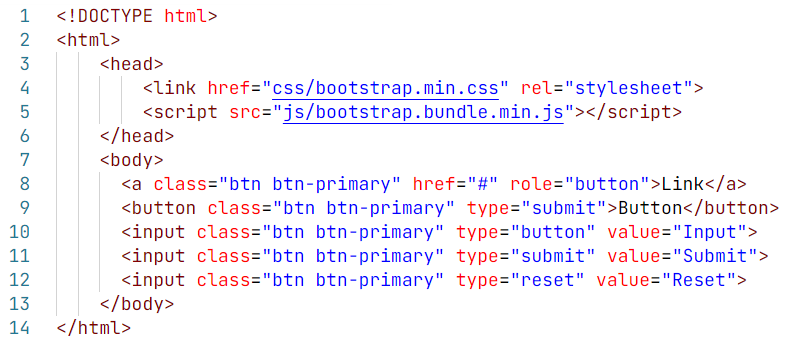 1 <!DOCTYPE html>
2 <html>
3 <head>
4 <link href="css/bootstrap.min.css" rel="stylesheet">
5 <script src="js/bootstrap.bundle.min.js"></script>
6 </head>
7 <body>
8 <a class="btn btn-primary" href="#" role="button">Link</a>
9 <button class="btn btn-primary" type="submit">Button</button>
10 <input class="btn btn-primary" type="button" value="Input">
11 <input class="btn btn-primary" type="submit" value="Submit">
12 <input class="btn btn-primary" type="reset" value="Reset">
13 </body>
14 </html>